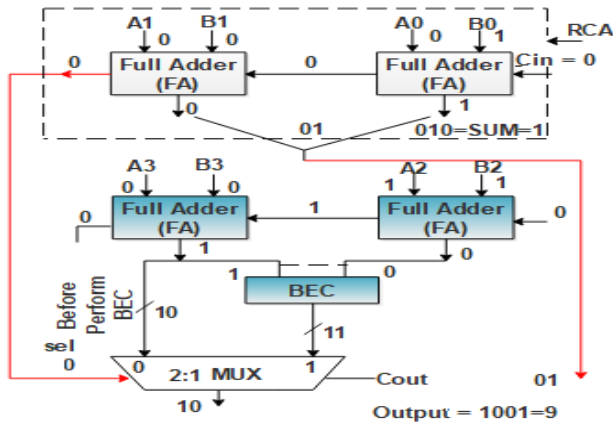 A1 B1 A0 B0
0 0 0 1
RCA
Full Adder (FA)
0
0
Full Adder (FA)
Cin = 0
0
1
01
010=SUM=1
A3 B3 A2 B2
0 0 1 1
0
Full Adder (FA)
1
Full Adder (FA)
0
1
0
1
0
BEC
Before Perform BEC
10
11
sel
0
0
2:1 MUX
1
Cout
01
10
Output = 1001=9